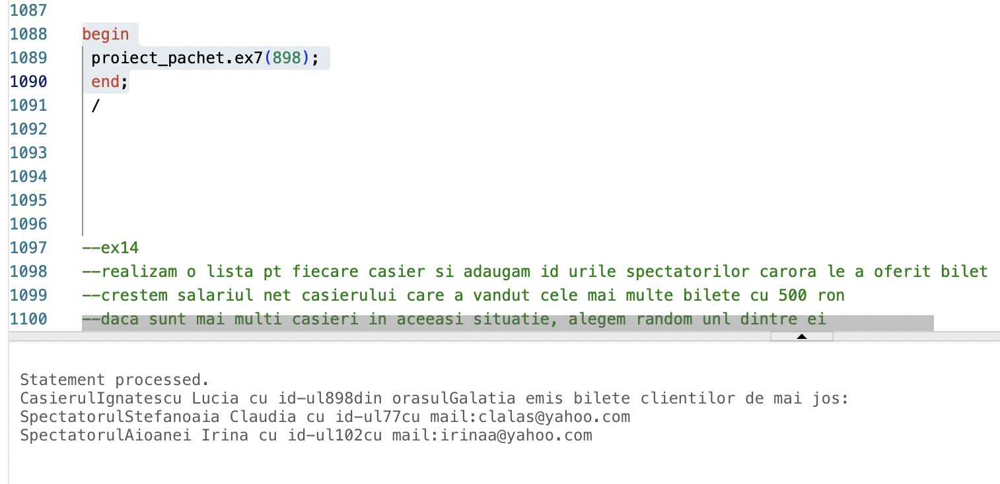 1087
1088 begin
1089 proiect_pachet.ex7(898);
1090 end;
1091 /
1092
1093
1094
1095
1096
1097 --ex14
1098 --realizam o lista pt fiecare casier si adaugam id urile spectatorilor carora le a oferit bilet
1099 --crestem salariul net casierului care a vandut cele mai multe bilete cu 500 ron
1100 --daca sunt mai multi casieri in aceeasi situatie, alegem random unl dintre ei
Statement processed.
CasierulIgnatescu Lucia cu id-ul898din orasulGalatia emis bilete clientilor de mai jos:
SpectatorulStefanoaia Claudia cu id-ul77cu mail:clalas@yahoo.com
SpectatorulAioanei Irina cu id-ul102cu mail:irinaa@yahoo.com